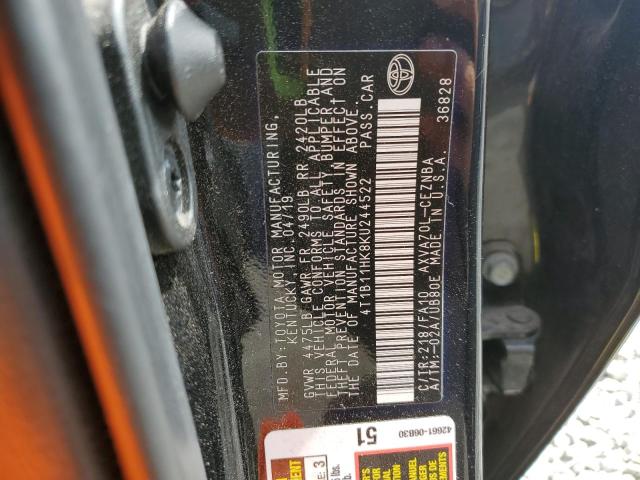 MFD.BY:TOYOTA MOTOR MANUFACTURING,
KENTUCKY INC. 04/19
GVWR 4475LB GAWR FR 2490LB RR 2420LB
THIS VEHICLE CONFORMS TO ALL APPLICABLE
FEDERAL MOTOR VEHICLE SAFETY, BUMPER AND
THEFT PREVENTION STANDARDS IN EFFECT ON
THE DATE OF MANUFACTURE SHOWN ABOVE.
4T1B11HK8KU244522 PASS.CAR
C/TR:218/FA10 AXVA70L-CEZNBA
A/TM:-02A/UB80E MADE IN U.S.A. 36828
42661-06B30
51
lbs.